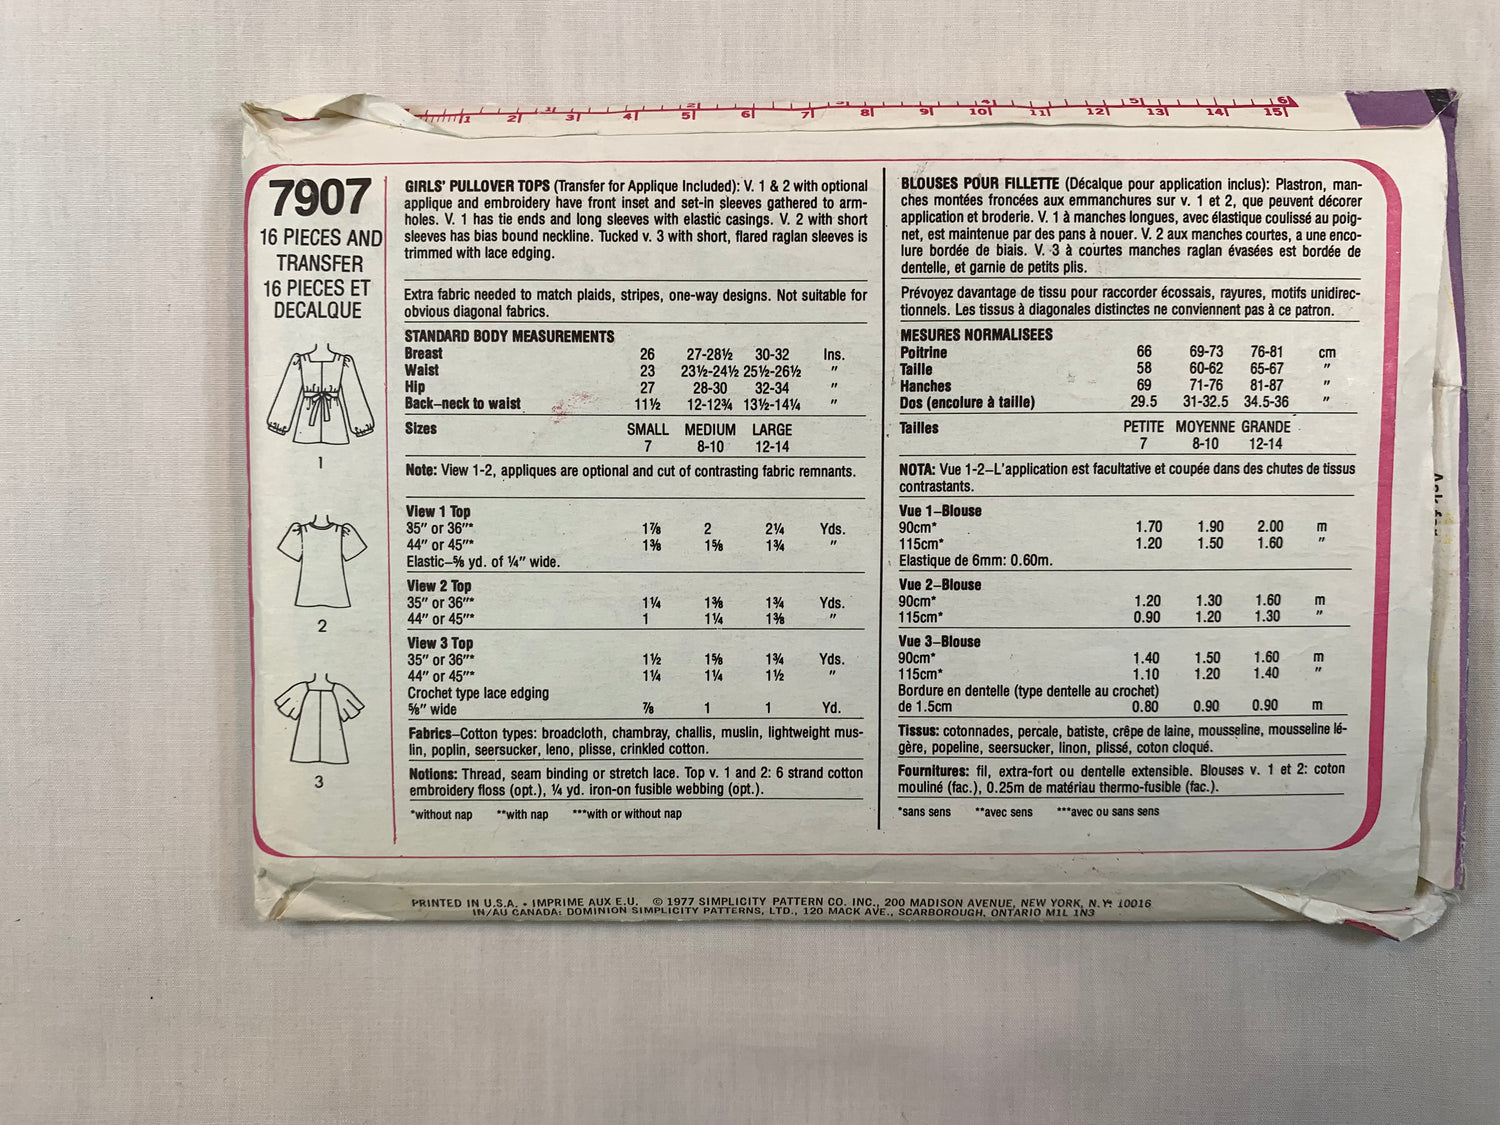 1 2 3 4 5 6
1 2 3 4 5 6 7 8 9 10 11 12 13 14 15
7907
16 PIECES AND
TRANSFER
16 PIECES ET
DECALQUE
1
2
3
GIRLS' PULLOVER TOPS (Transfer for Applique Included): V. 1 & 2 with optional
applique and embroidery have front inset and set-in sleeves gathered to arm-
holes. V. 1 has tie ends and long sleeves with elastic casings. V. 2 with short
sleeves has bias bound neckline. Tucked v. 3 with short, flared raglan sleeves is
trimmed with lace edging.
Extra fabric needed to match plaids, stripes, one-way designs. Not suitable for
obvious diagonal fabrics.
STANDARD BODY MEASUREMENTS
Breast 26 27-28½ 30-32 Ins.
Waist 23 23½-24½ 25½-26½ "
Hip 27 28-30 32-34 "
Back–neck to waist 11½ 12-12¾ 13½-14¼ "
Sizes SMALL MEDIUM LARGE
7 8-10 12-14
Note: View 1-2, appliques are optional and cut of contrasting fabric remnants.
View 1 Top
35" or 36"* 1⅞ 2 2¼ Yds.
44" or 45"* 1⅜ 1⅝ 1¾ "
Elastic–⅝ yd. of ¼" wide.
View 2 Top
35" or 36"* 1¼ 1⅜ 1¾ Yds.
44" or 45"* 1 1¼ 1⅜ "
View 3 Top
35" or 36"* 1½ 1⅝ 1¾ Yds.
44" or 45"* 1¼ 1¼ 1½ "
Crochet type lace edging
⅝" wide ⅞ 1 1 Yd.
Fabrics–Cotton types: broadcloth, chambray, challis, muslin, lightweight mus-
lin, poplin, seersucker, leno, plisse, crinkled cotton.
Notions: Thread, seam binding or stretch lace. Top v. 1 and 2: 6 strand cotton
embroidery floss (opt.), ¼ yd. iron-on fusible webbing (opt.).
*without nap **with nap ***with or without nap
BLOUSES POUR FILLETTE (Décalque pour application inclus): Plastron, man-
ches montées froncées aux emmanchures sur v. 1 et 2, que peuvent décorer
application et broderie. V. 1 à manches longues, avec élastique coulissé au poig-
net, est maintenue par des pans à nouer. V. 2 aux manches courtes, a une enco-
lure bordée de biais. V. 3 à courtes manches raglan évasées est bordée de
dentelle, et garnie de petits plis.
Prévoyez davantage de tissu pour raccorder écossais, rayures, motifs unidirec-
tionnels. Les tissus à diagonales distinctes ne conviennent pas à ce patron.
MESURES NORMALISEES
Poitrine 66 69-73 76-81 cm
Taille 58 60-62 65-67 "
Hanches 69 71-76 81-87 "
Dos (encolure à taille) 29.5 31-32.5 34.5-36 "
Tailles PETITE MOYENNE GRANDE
7 8-10 12-14
NOTA: Vue 1-2–L'application est facultative et coupée dans des chutes de tissus
contrastants.
Vue 1–Blouse
90cm* 1.70 1.90 2.00 m
115cm* 1.20 1.50 1.60 "
Elastique de 6mm: 0.60m.
Vue 2–Blouse
90cm* 1.20 1.30 1.60 m
115cm* 0.90 1.20 1.30 "
Vue 3–Blouse
90cm* 1.40 1.50 1.60 m
115cm* 1.10 1.20 1.40 "
Bordure en dentelle (type dentelle au crochet)
de 1.5cm 0.80 0.90 0.90 m
Tissus: cotonnades, percale, batiste, crêpe de laine, mousseline, mousseline lé-
gère, popeline, seersucker, linon, plissé, coton cloqué.
Fournitures: fil, extra-fort ou dentelle extensible. Blouses v. 1 et 2: coton
mouliné (fac.), 0.25m de matériau thermo-fusible (fac.).
*sans sens **avec sens ***avec ou sans sens
PRINTED IN U.S.A. • IMPRIME AUX E.U. © 1977 SIMPLICITY PATTERN CO. INC., 200 MADISON AVENUE, NEW YORK, N.Y. 10016
IN/AU CANADA: DOMINION SIMPLICITY PATTERNS, LTD., 120 MACK AVE., SCARBOROUGH, ONTARIO M1L 1N3